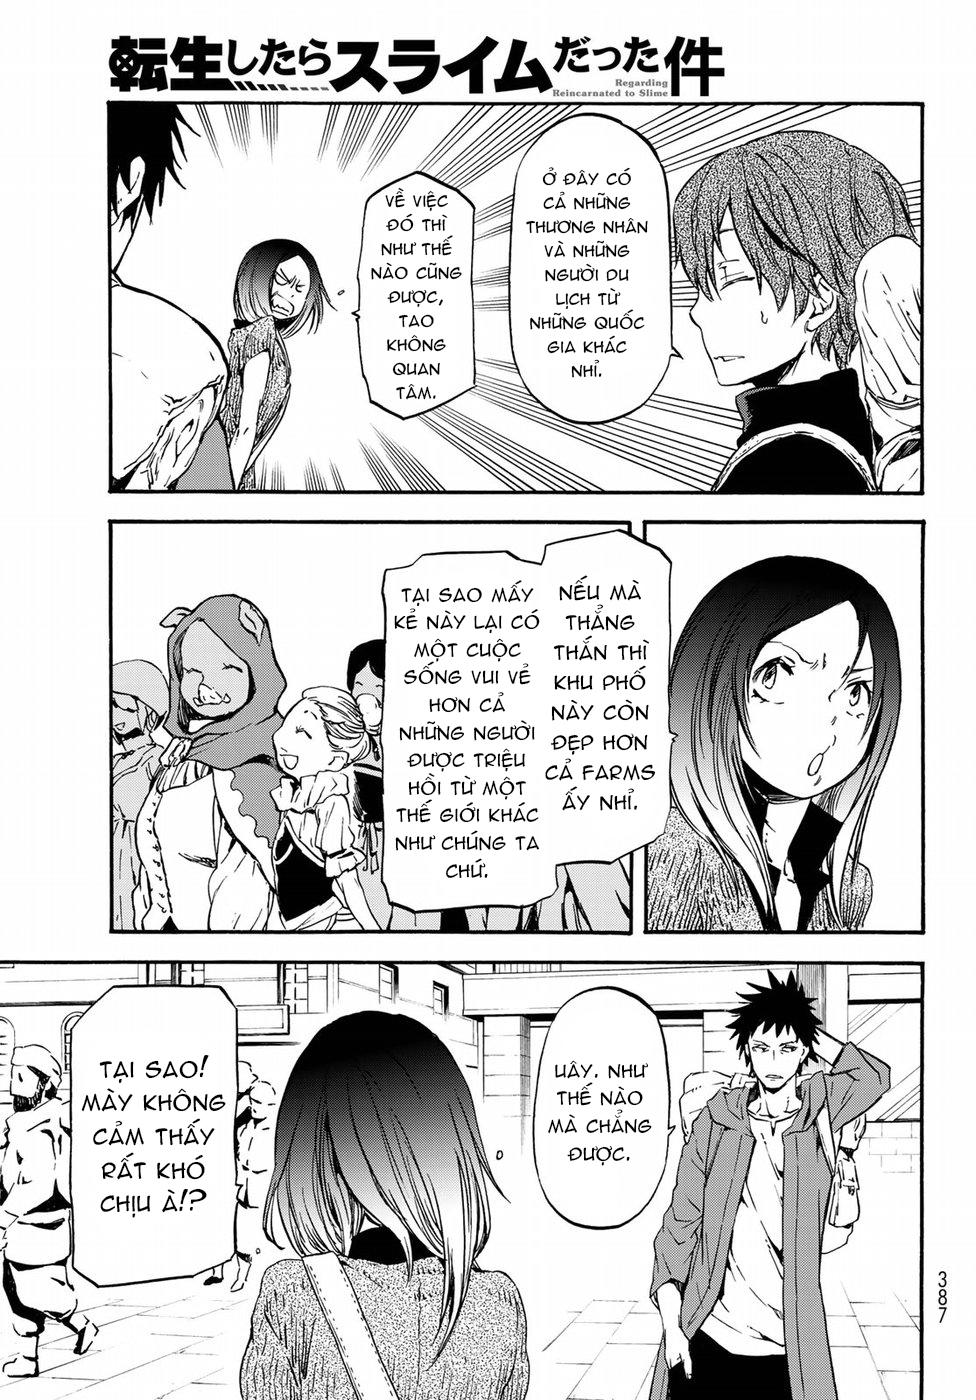 転生したらスライムだった件
Regarding
Reincarnated to Slime
Ở ĐÂY CÓ
CẢ NHỮNG
THƯƠNG NHÂN
VÀ NHỮNG
NGƯỜI DU
LỊCH TỪ
NHỮNG QUỐC
GIA KHÁC
NHỈ.
VỀ VIỆC
ĐÓ THÌ
NHƯ THẾ
NÀO CŨNG
ĐƯỢC,
TAO
KHÔNG
QUAN
TÂM.
NẾU MÀ
THẲNG
THẮN THÌ
KHU PHỐ
NÀY CÒN
ĐẸP HƠN
CẢ FARMS
ẤY NHỈ.
TẠI SAO MẤY
KẺ NÀY LẠI CÓ
MỘT CUỘC
SỐNG VUI VẺ
HƠN CẢ
NHỮNG NGƯỜI
ĐƯỢC TRIỆU
HỒI TỪ MỘT
THẾ GIỚI KHÁC
NHƯ CHÚNG TA
CHỨ.
UÂY. NHƯ
THẾ NÀO
MÀ CHẲNG
ĐƯỢC.
TẠI SAO!
MÀY KHÔNG
CẢM THẤY
RẤT KHÓ
CHỊU À!?
387